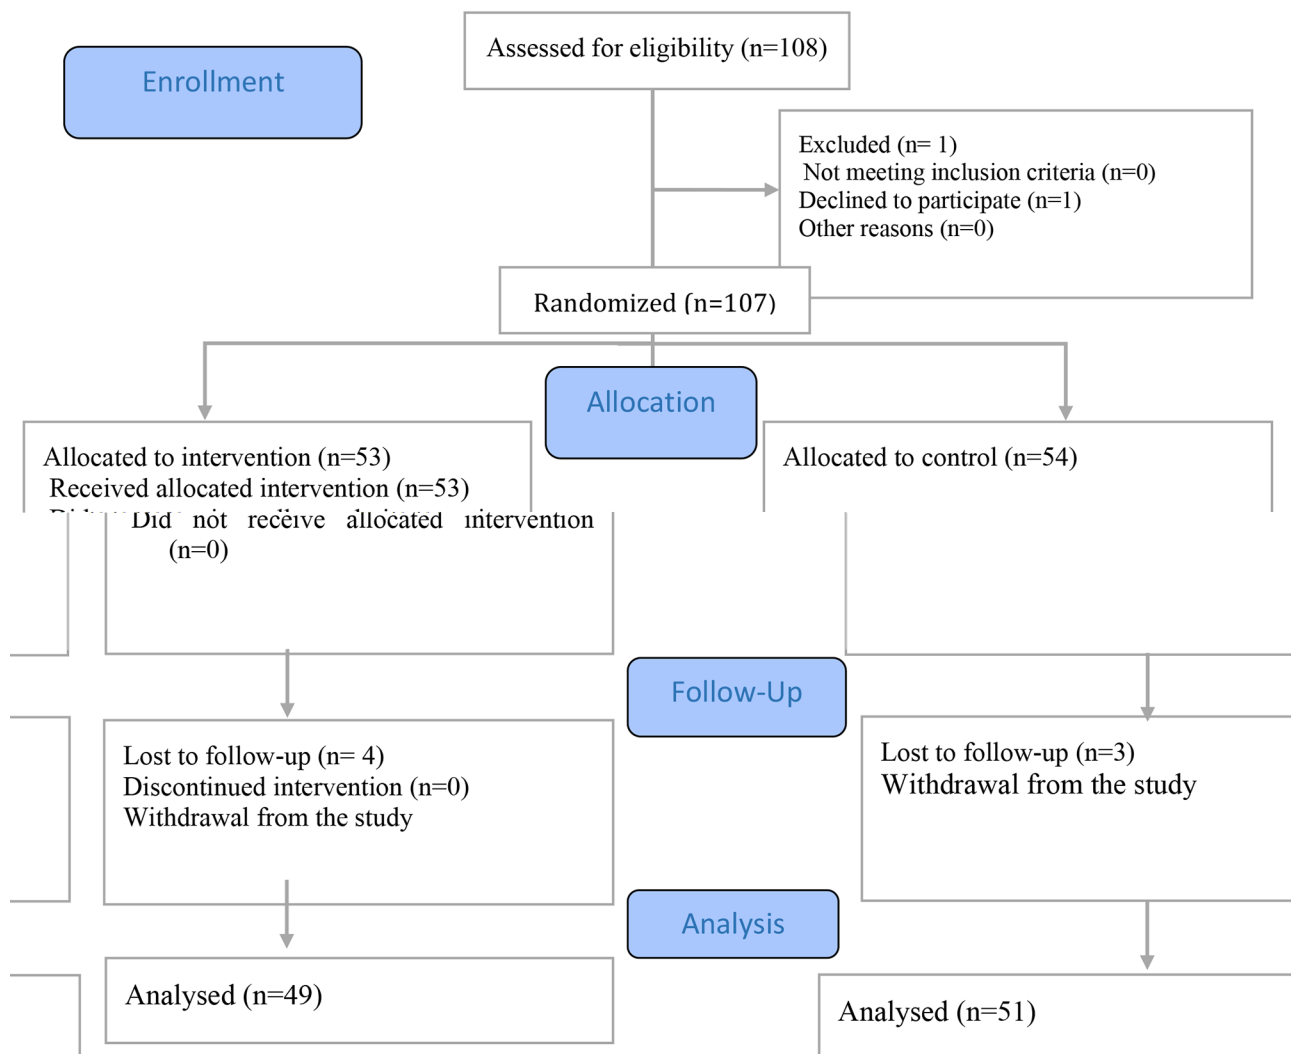 Assessed for eligibility (n=108)
Enrollment
Excluded (n= 1)
Not meeting inclusion criteria (n=0)
Declined to participate (n=1)
Other reasons (n=0)
Randomized (n=107)
Allocation
Allocated to intervention (n=53)
Received allocated intervention (n=53)
Did not receive allocated intervention
(n=0)
Allocated to control (n=54)
Follow-Up
Lost to follow-up (n= 4)
Discontinued intervention (n=0)
Withdrawal from the study
Lost to follow-up (n=3)
Withdrawal from the study
Analysis
Analysed (n=49)
Analysed (n=51)